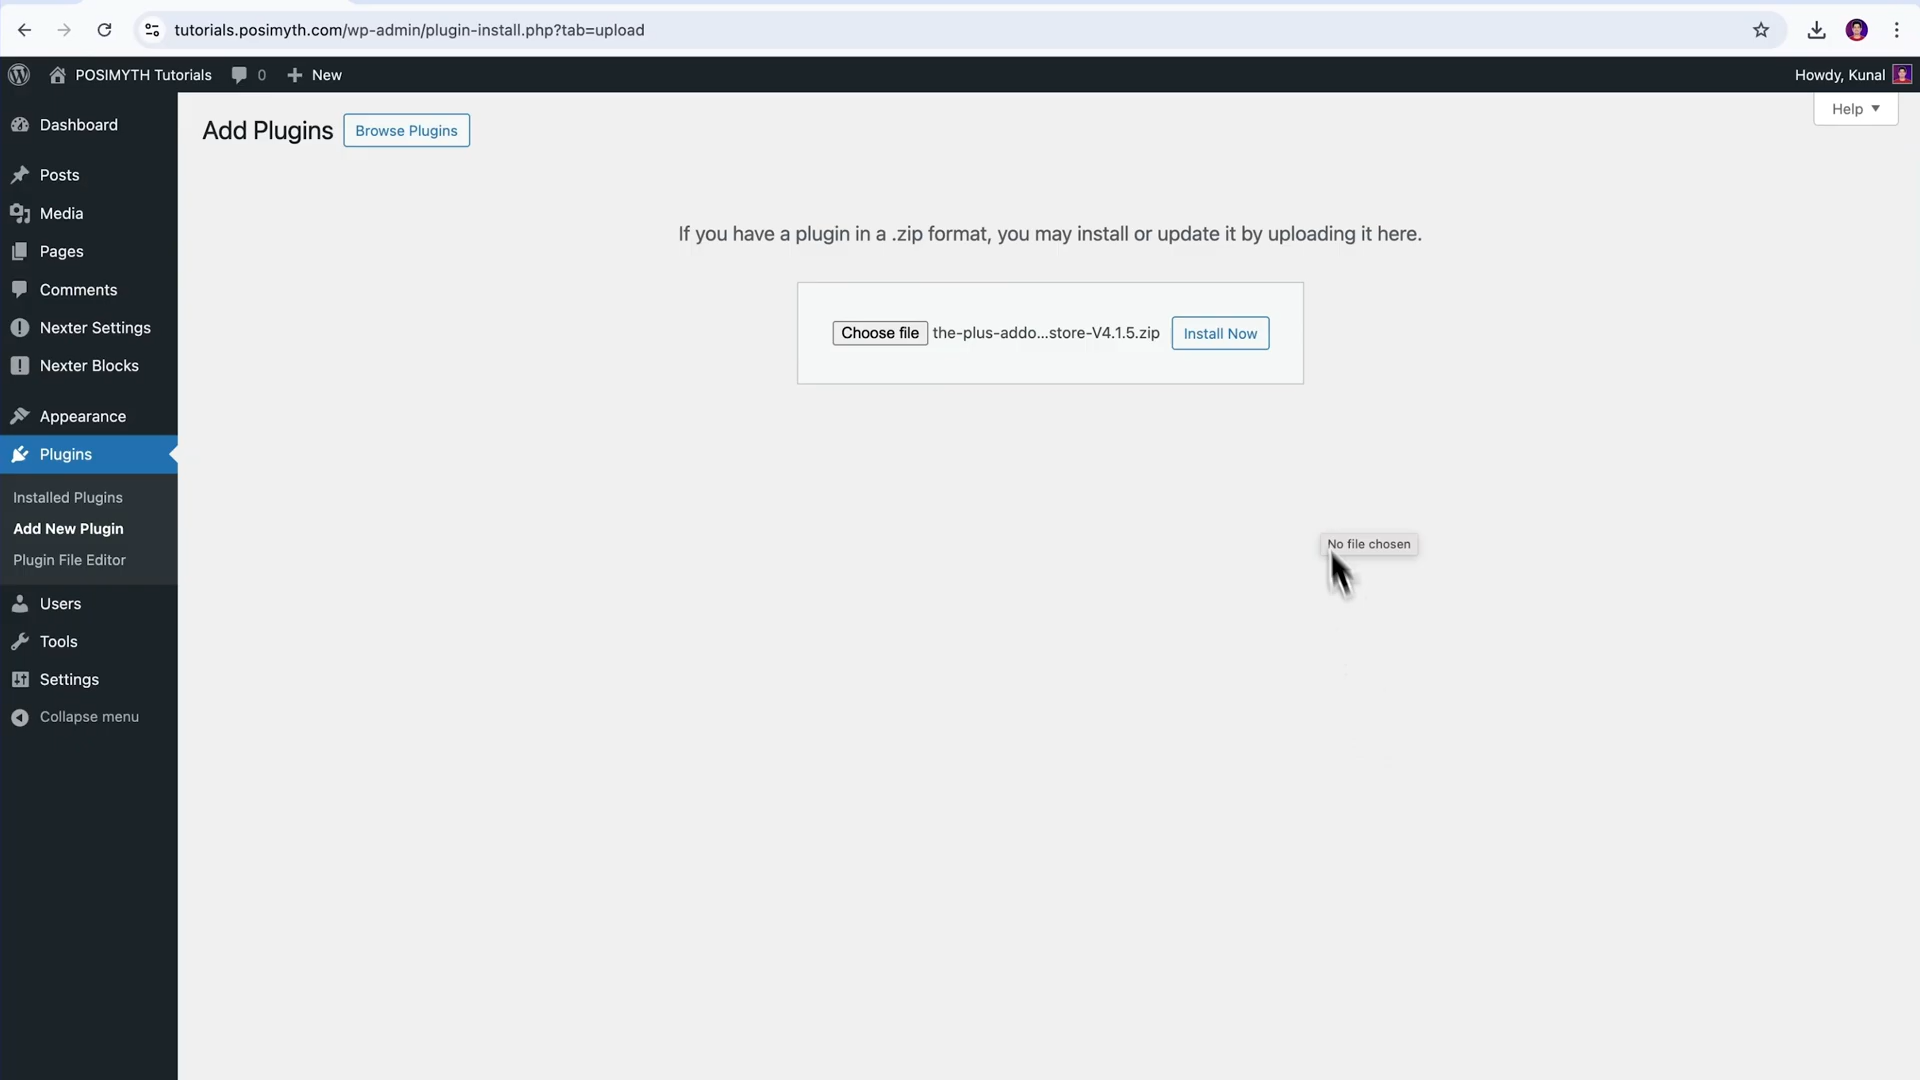 tutorials.posimyth.com/wp-admin/plugin-install.php?tab=upload
POSIMYTH Tutorials
0
New
Howdy, Kunal
Help
Dashboard
Posts
Media
Pages
Comments
Nexter Settings
Nexter Blocks
Appearance
Plugins
Installed Plugins
Add New Plugin
Plugin File Editor
Users
Tools
Settings
Collapse menu
Add Plugins
Browse Plugins
If you have a plugin in a .zip format, you may install or update it by uploading it here.
Choose file the-plus-addo...store-V4.1.5.zip Install Now
No file chosen